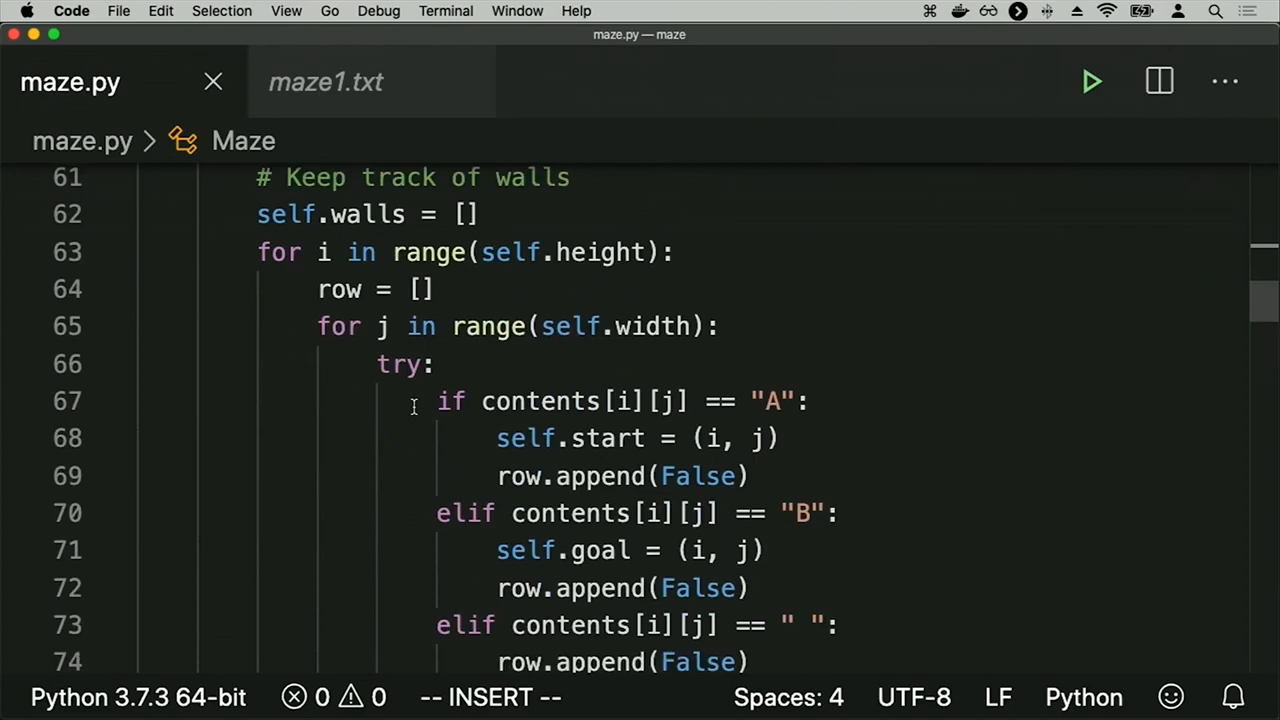 Code File Edit Selection View Go Debug Terminal Window Help
maze.py — maze
maze.py maze1.txt
maze.py > Maze
61 # Keep track of walls
62 self.walls = []
63 for i in range(self.height):
64 row = []
65 for j in range(self.width):
66 try:
67 if contents[i][j] == "A":
68 self.start = (i, j)
69 row.append(False)
70 elif contents[i][j] == "B":
71 self.goal = (i, j)
72 row.append(False)
73 elif contents[i][j] == " ":
74 row.append(False)
Python 3.7.3 64-bit 0 0 -- INSERT -- Spaces: 4 UTF-8 LF Python